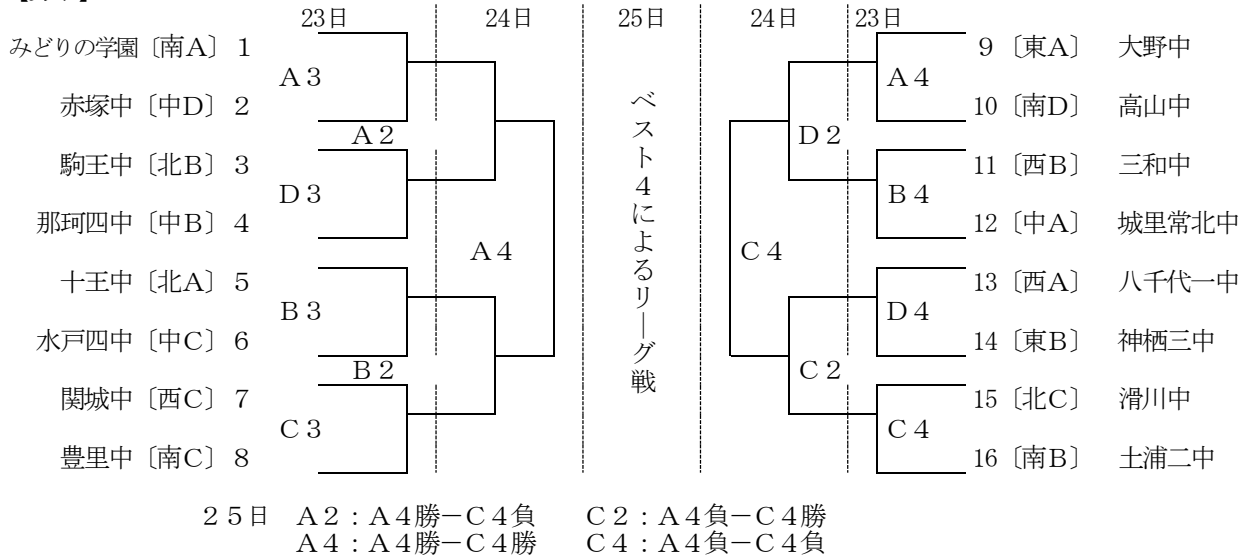 23日 24日 25日 24日 23日
みどりの学園〔南A〕1
A3
赤塚中〔中D〕2
A2
駒王中〔北B〕3
D3
那珂四中〔中B〕4
A4
十王中〔北A〕5
B3
水戸四中〔中C〕6
B2
関城中〔西C〕7
C3
豊里中〔南C〕8
ベスト4によるリーグ戦
9〔東A〕 大野中
A4
10〔南D〕 高山中
D2
11〔西B〕 三和中
B4
12〔中A〕 城里常北中
C4
13〔西A〕 八千代一中
D4
14〔東B〕 神栖三中
C2
15〔北C〕 滑川中
C4
16〔南B〕 土浦二中
25日 A2:A4勝-C4負 C2:A4負-C4勝
A4:A4勝-C4勝 C4:A4負-C4負